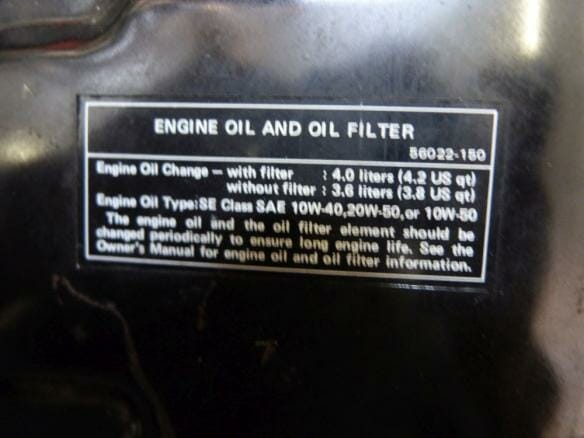 ENGINE OIL AND OIL FILTER
56022-150
Engine Oil Change – with filter : 4.0 liters (4.2 US qt)
without filter : 3.6 liters (3.8 US qt)
Engine Oil Type:SE Class SAE 10W-40,20W-50,or 10W-50
The engine oil and the oil filter element should be
changed periodically to ensure long engine life. See the
Owner's Manual for engine oil and oil filter information.